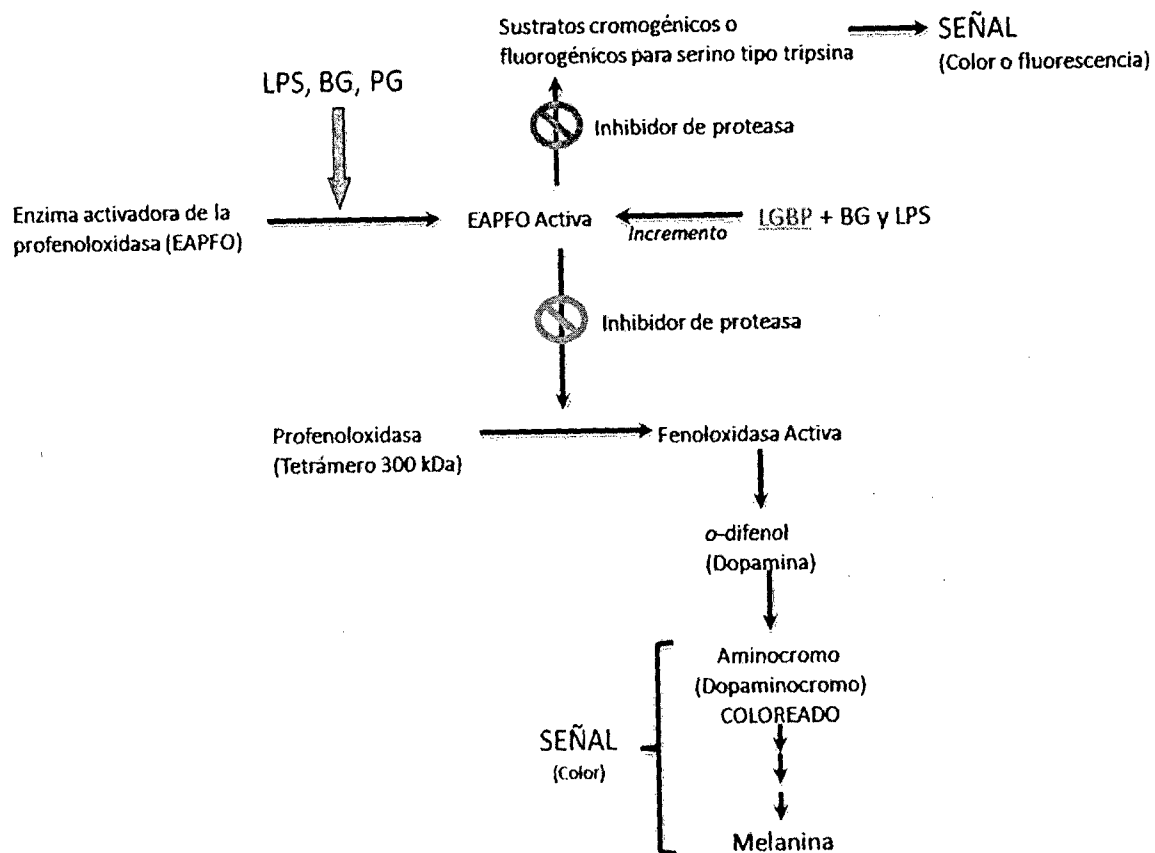 Sustratos cromogénicos o
fluorogénicos para serino tipo tripsina
SEÑAL
(Color o fluorescencia)
LPS, BG, PG
Inhibidor de proteasa
Enzima activadora de la
profenoloxidasa (EAPFO)
EAPFO Activa
Incremento
LGBP + BG y LPS
Inhibidor de proteasa
Profenoloxidasa
(Tetrámero 300 kDa)
Fenoloxidasa Activa
o-difenol
(Dopamina)
Aminocromo
(Dopaminocromo)
COLOREADO
SEÑAL
(Color)
Melanina